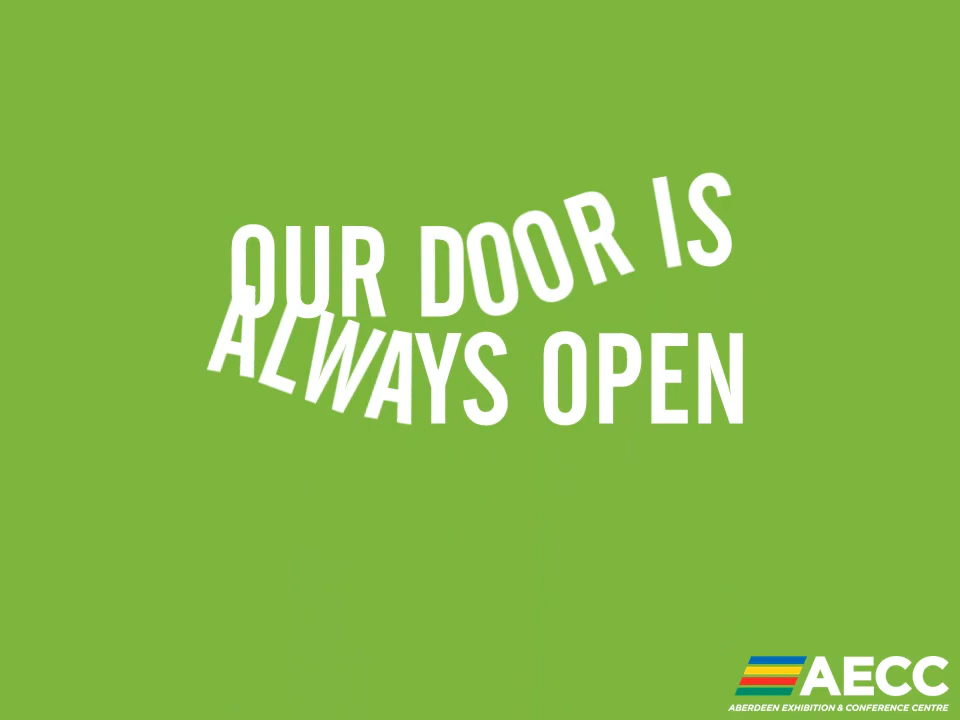 OUR DOOR IS
ALWAYS OPEN
AECC
ABERDEEN EXHIBITION & CONFERENCE CENTRE